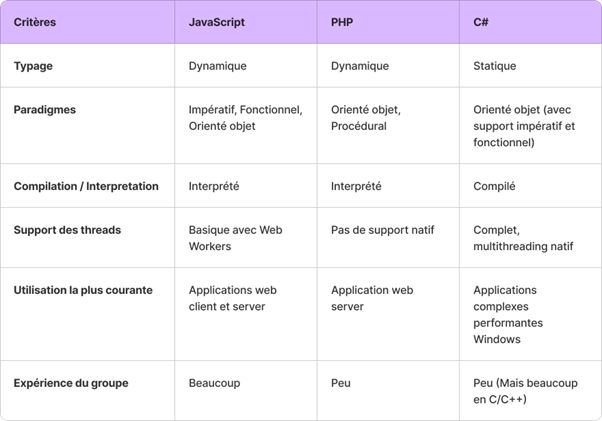 Critères JavaScript PHP C#
Typage Dynamique Dynamique Statique
Paradigmes
Impératif, Fonctionnel,
Orienté objet
Orienté objet,
Procédural
Orienté objet (avec
support impératif et
fonctionnel)
Compilation / Interpretation Interprété Interprété Compilé
Support des threads
Basique avec Web
Workers
Pas de support natif
Complet,
multithreading natif
Utilisation la plus courante
Applications web
client et server
Application web
server
Applications
complexes
performantes
Windows
Expérience du groupe
Beaucoup
Peu
Peu (Mais beaucoup
en C/C++)